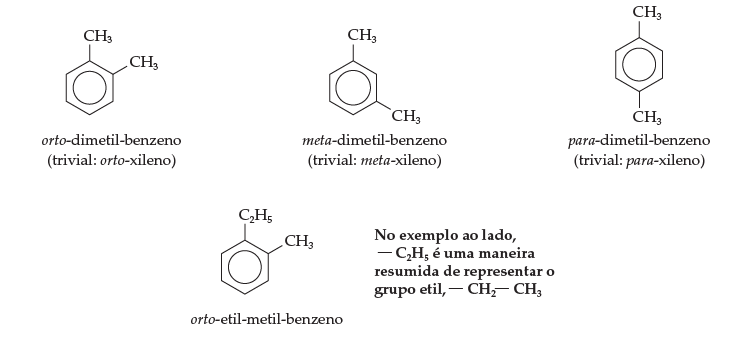 CH₃
CH₃
orto-dimetil-benzeno
(trivial: orto-xileno)
CH₃
CH₃
meta-dimetil-benzeno
(trivial: meta-xileno)
CH₃
CH₃
para-dimetil-benzeno
(trivial: para-xileno)
C₂H₅
CH₃
orto-etil-metil-benzeno
No exemplo ao lado,
— C₂H₅ é uma maneira
resumida de representar o
grupo etil, — CH₂— CH₃